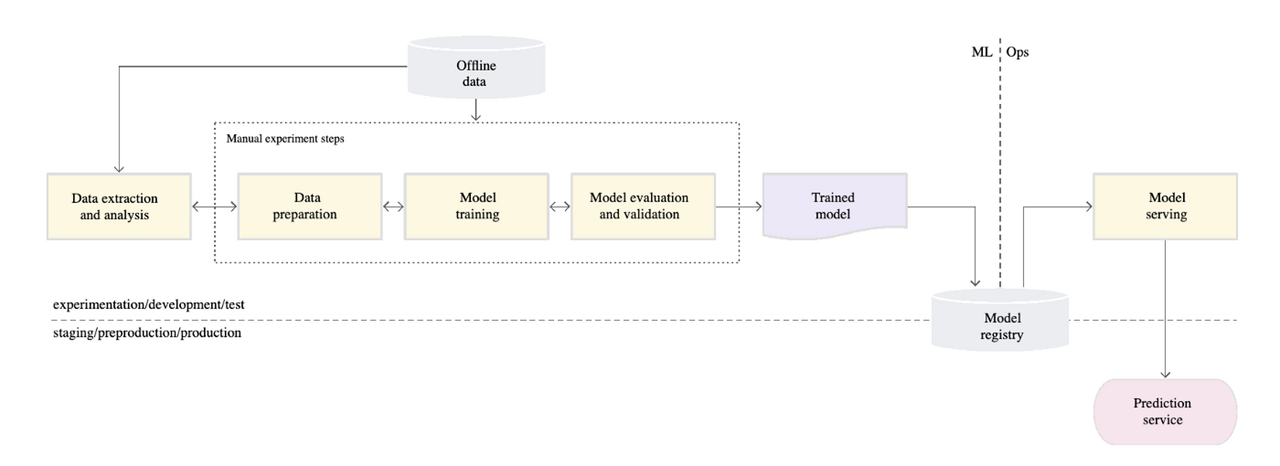 Offline
data
ML
Ops
Manual experiment steps
Data extraction
and analysis
Data
preparation
Model
training
Model evaluation
and validation
Trained
model
Model
serving
experimentation/development/test
staging/preproduction/production
Model
registry
Prediction
service